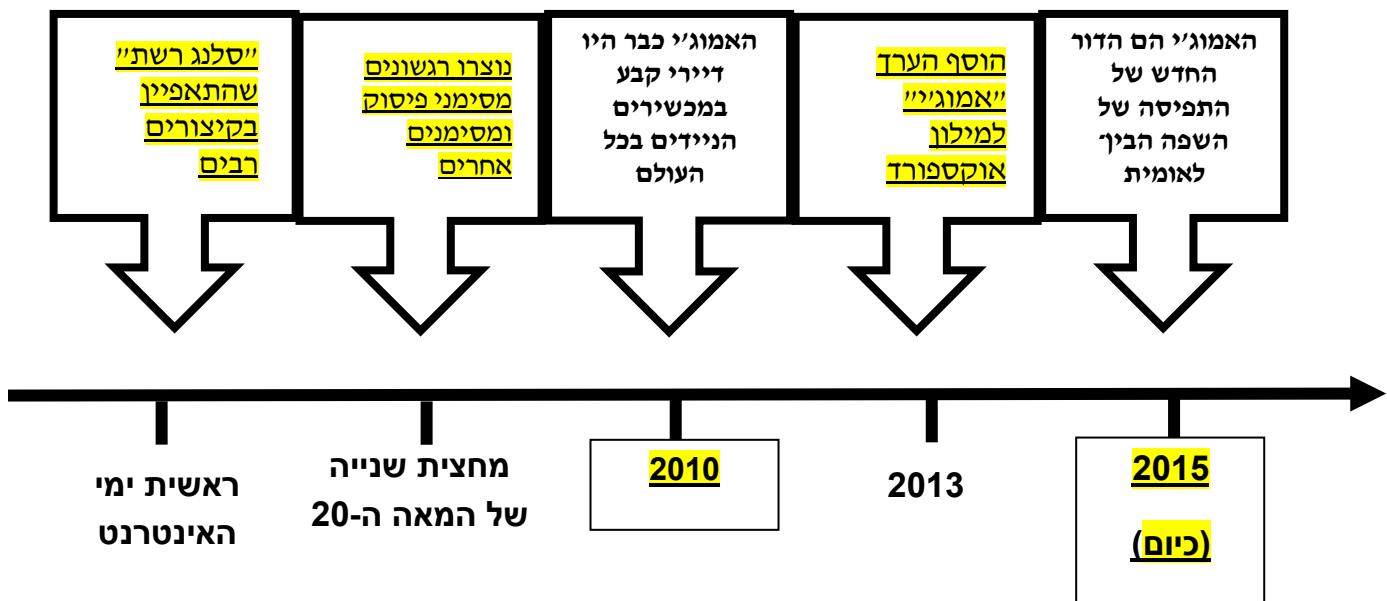 ״סלנג רשת״
שהתאפיין
בקיצורים
רבים
נוצרו רגשונים
מסימני פיסוק
ומסימנים
אחרים
האמוג׳י כבר היו
דיירי קבע
במכשירים
הניידים בכל
העולם
הוסף הערך
״אמוג׳י״
למילון
אוקספורד
האמוג׳י הם הדור
החדש של
התפיסה של
השפה הבין־
לאומית
ראשית ימי
האינטרנט
מחצית שנייה
של המאה ה-20
2010
2013
2015
(כיום)